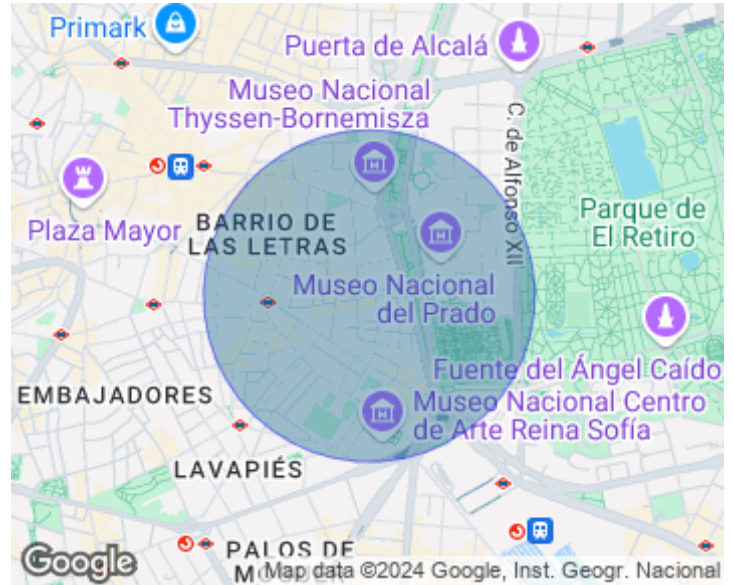 Primark
Puerta de Alcalá
Museo Nacional
Thyssen-Bornemisza
C. de Alfonso XII
Plaza Mayor
BARRIO DE
LAS LETRAS
Parque de
El Retiro
Museo Nacional
del Prado
Fuente del Ángel Caído
EMBAJADORES
Museo Nacional Centro
de Arte Reina Sofía
LAVAPIÉS
PALOS DE
Google
Map data ©2024 Google, Inst. Geogr. Nacional